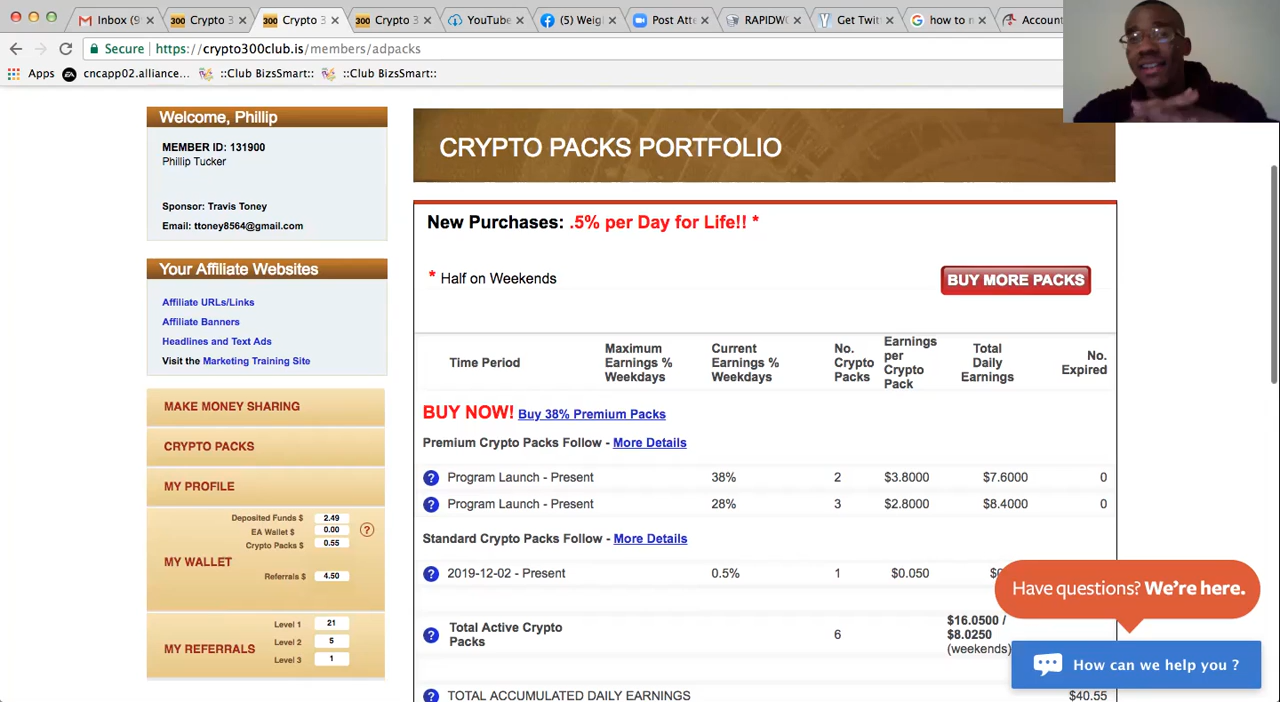 Inbox (9
Crypto 3
Crypto 3
Crypto 3
YouTube
(5) Weig
Post Atte
RAPIDW
Get Twit
how to m
Account
Secure
https://crypto300club.is/members/adpacks
Apps
cncapp02.alliance...
::Club BizsSmart::
::Club BizsSmart::
Welcome, Phillip
MEMBER ID: 131900
Phillip Tucker
Sponsor: Travis Toney
Email: ttoney8564@gmail.com
Your Affiliate Websites
Affiliate URLs/Links
Affiliate Banners
Headlines and Text Ads
Visit the Marketing Training Site
MAKE MONEY SHARING
CRYPTO PACKS
MY PROFILE
MY WALLET
Deposited Funds $ 2.49
EA Wallet $ 0.00
Crypto Packs $ 0.55
Referrals $ 4.50
?
MY REFERRALS
Level 1 21
Level 2 5
Level 3 1
CRYPTO PACKS PORTFOLIO
New Purchases: .5% per Day for Life!! *
* Half on Weekends
BUY MORE PACKS
Time Period
Maximum Earnings % Weekdays
Current Earnings % Weekdays
No. Crypto Packs
Earnings per Crypto Pack
Total Daily Earnings
No. Expired
BUY NOW! Buy 38% Premium Packs
Premium Crypto Packs Follow - More Details
? Program Launch - Present 38% 2 $3.8000 $7.6000 0
? Program Launch - Present 28% 3 $2.8000 $8.4000 0
Standard Crypto Packs Follow - More Details
? 2019-12-02 - Present 0.5% 1 $0.050
? Total Active Crypto Packs 6 $16.0500 / $8.0250 (weekends)
? TOTAL ACCUMULATED DAILY EARNINGS $40.55
Have questions? We're here.
How can we help you ?